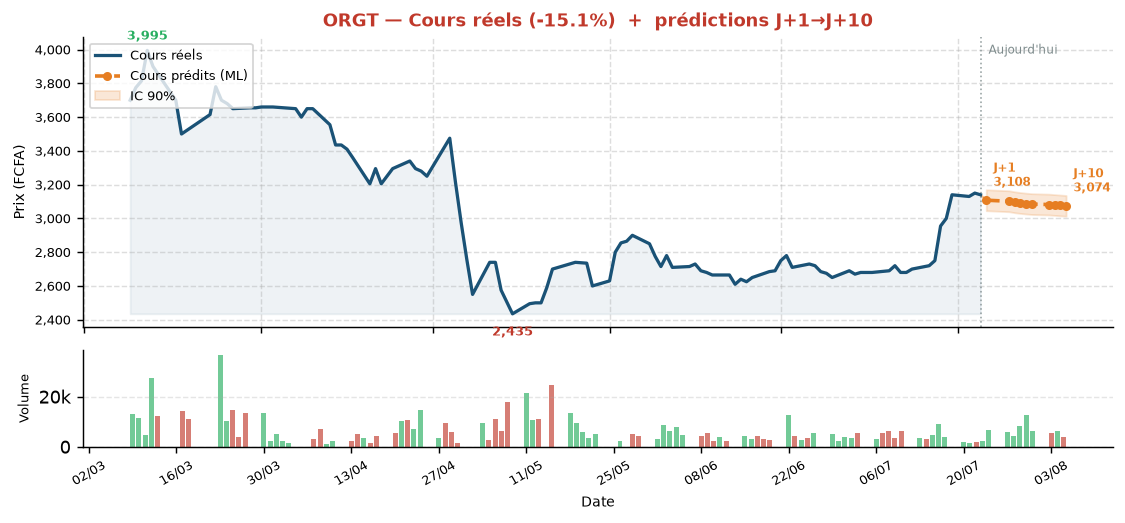 ORGT — Cours réels (-15.1%)  +  prédictions J+1→J+10
3,995
Cours réels
Cours prédits (ML)
IC 90%
Aujourd'hui
J+1
3,108
J+10
3,074
2,435
Prix (FCFA)
4,000
3,800
3,600
3,400
3,200
3,000
2,800
2,600
2,400
Volume
20k
0
02/03
16/03
30/03
13/04
27/04
11/05
25/05
08/06
22/06
06/07
20/07
03/08
Date